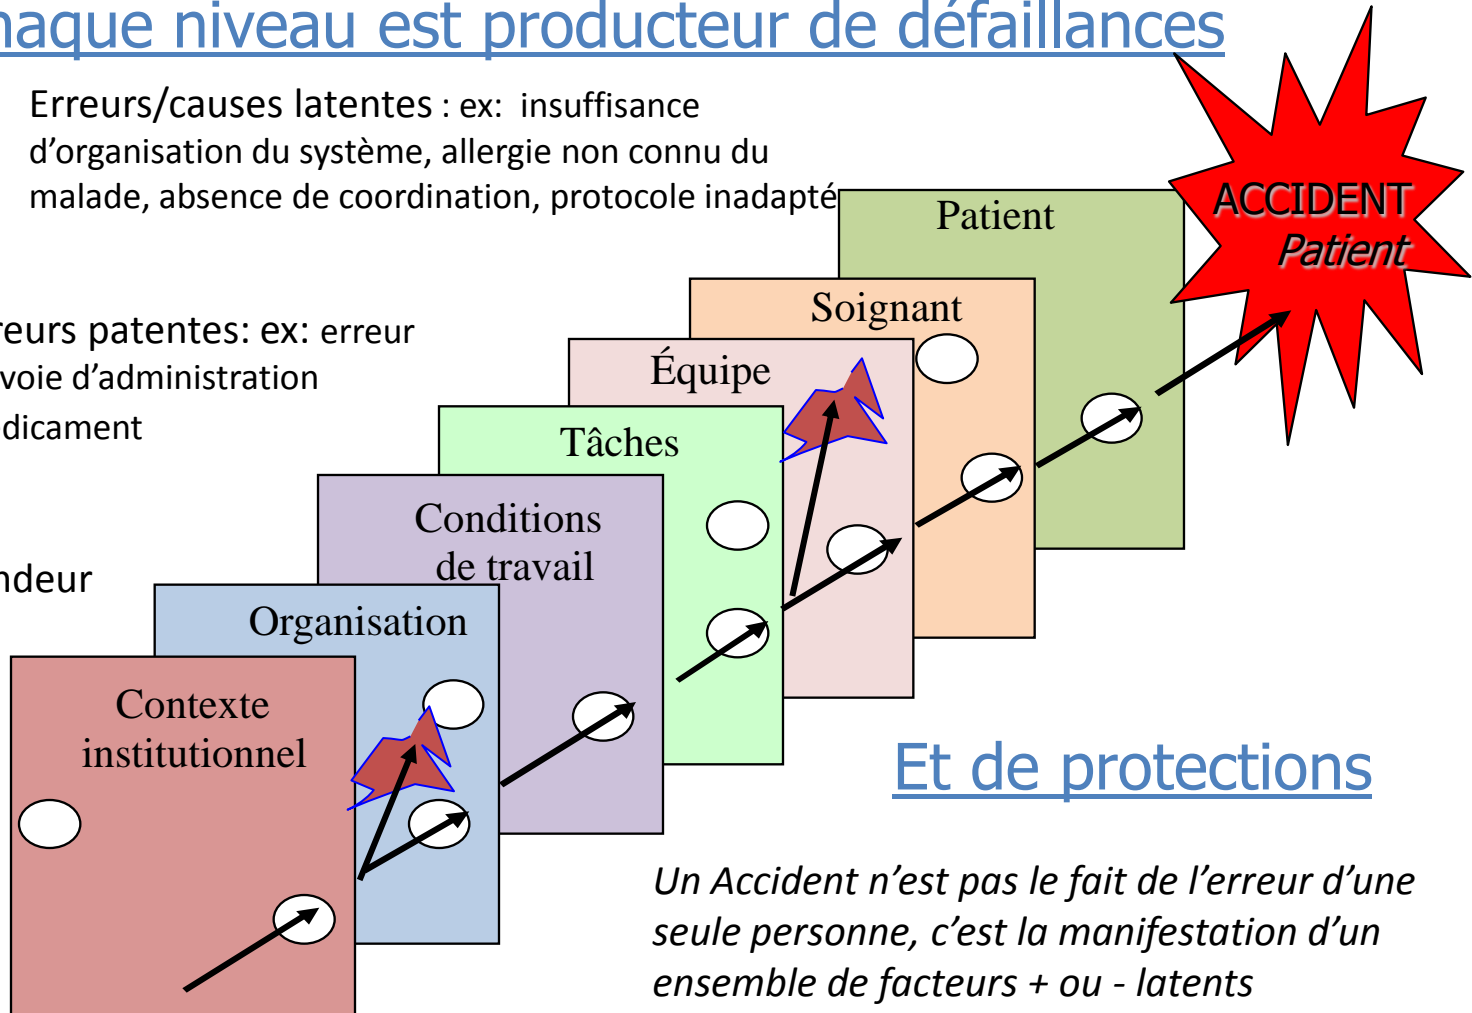 haque niveau est producteur de défaillances
Erreurs/causes latentes : ex: insuffisance
d'organisation du système, allergie non connu du
malade, absence de coordination, protocole inadapté
ACCIDENT
Patient
Patient
Soignant
reurs patentes: ex: erreur
voie d'administration
dicament
Équipe
Tâches
Conditions
de travail
ndeur
Organisation
Contexte
institutionnel
Et de protections
Un Accident n'est pas le fait de l'erreur d'une
seule personne, c'est la manifestation d'un
ensemble de facteurs + ou - latents